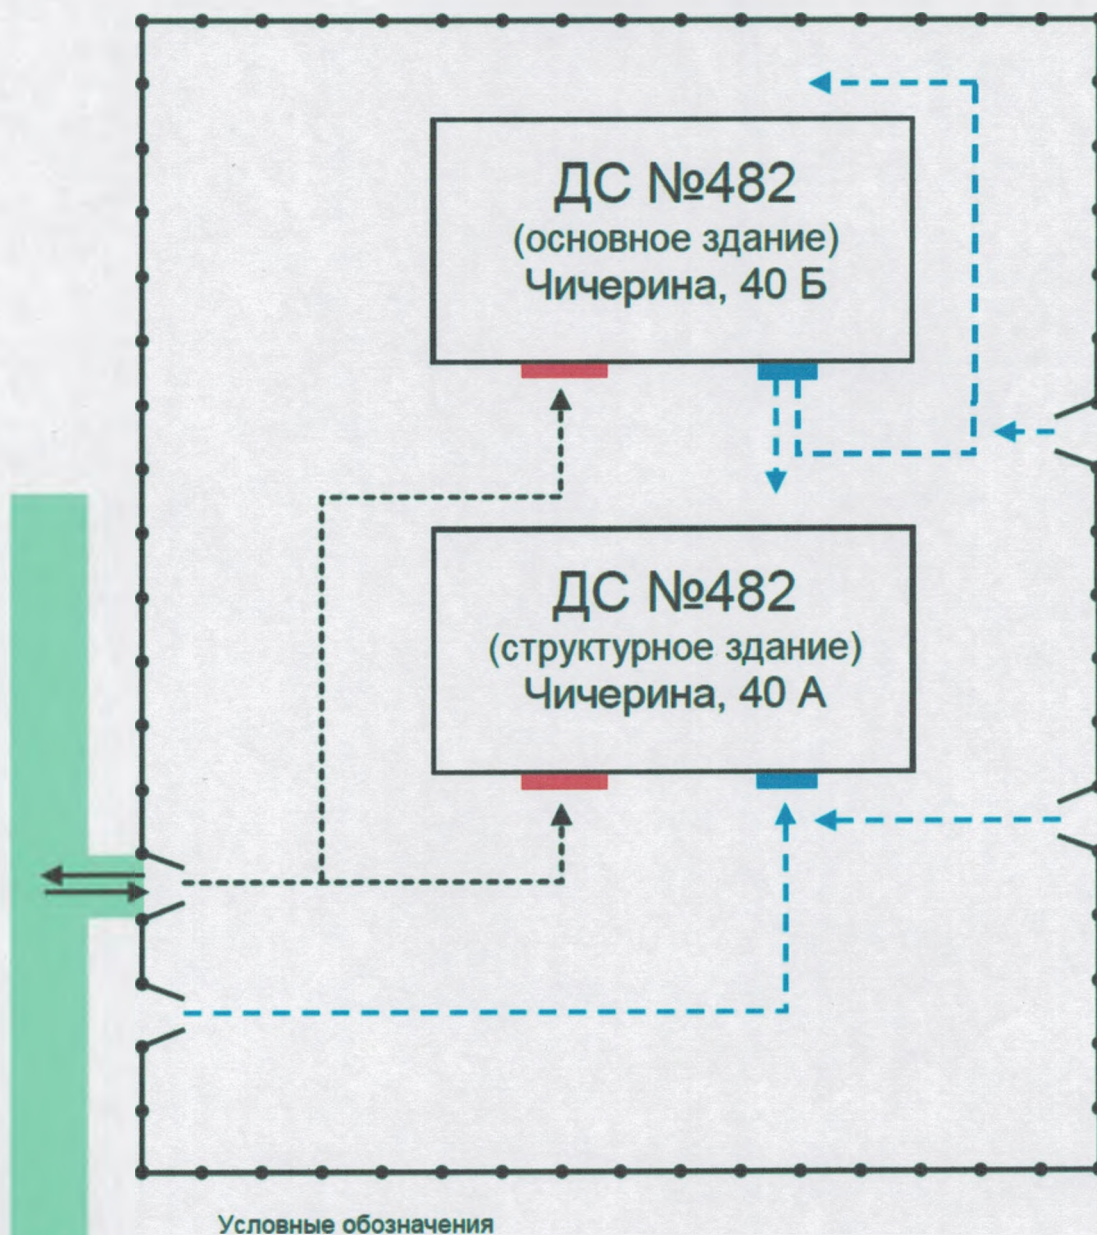 ДС №482
(основное здание)
Чичерина, 40 Б
ДС №482
(структурное здание)
Чичерина, 40 А
Условные обозначения